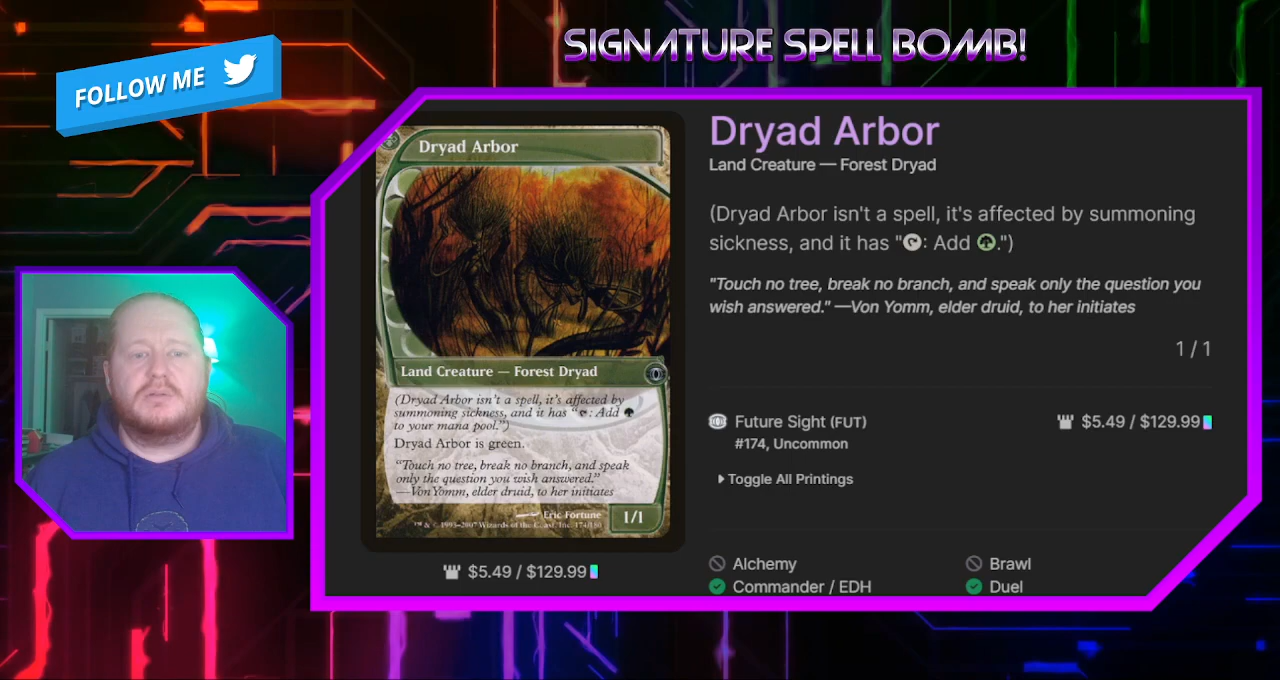 SIGNATURE SPELL BOMB!
FOLLOW ME
Dryad Arbor
Land Creature — Forest Dryad
(Dryad Arbor isn't a spell, it's affected by summoning
sickness, and it has ": Add .")
"Touch no tree, break no branch, and speak only the question you
wish answered." —Von Yomm, elder druid, to her initiates
1 / 1
Future Sight (FUT)
$5.49 / $129.99
#174, Uncommon
Toggle All Printings
Alchemy
Brawl
Commander / EDH
Duel
Dryad Arbor
Land Creature — Forest Dryad
(Dryad Arbor isn't a spell, it's affected by
summoning sickness, and it has ": Add
to your mana pool.")
Dryad Arbor is green.
"Touch no tree, break no branch, and speak
only the question you wish answered."
—Von Yomm, elder druid, to her initiates
Eric Fortune
1/1
$5.49 / $129.99